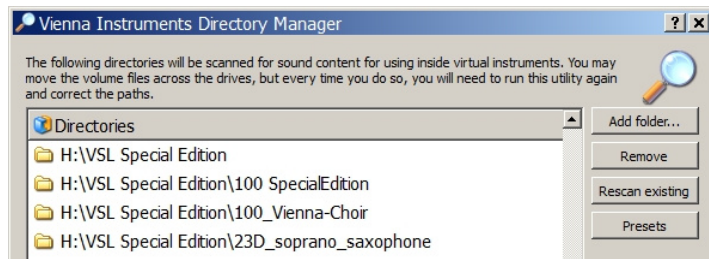 Vienna Instruments Directory Manager
The following directories will be scanned for sound content for using inside virtual instruments. You may
move the volume files across the drives, but every time you do so, you will need to run this utility again
and correct the paths.
Directories
Add folder...
H:\VSL Special Edition
Remove
H:\VSL Special Edition\100 SpecialEdition
Rescan existing
H:\VSL Special Edition\100_Vienna-Choir
Presets
H:\VSL Special Edition\23D_soprano_saxophone